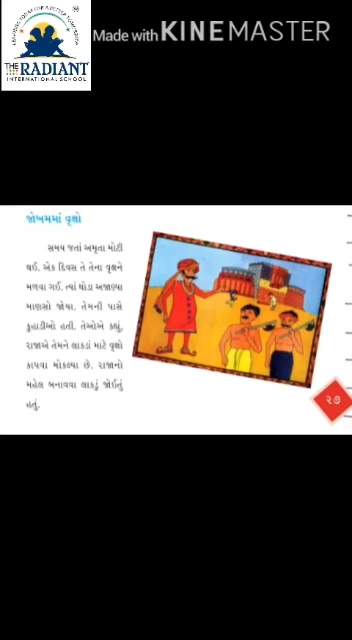 THE RADIANT
INTERNATIONAL SCHOOL
Made with KINEMASTER
જોખમમાં વૃક્ષો
સમય જતાં અમૃતા મોટી
થઈ. એક દિવસ તે તેના વૃક્ષને
મળવા ગઈ. ત્યાં થોડા અજાણ્યા
માણસો જોયા. તેમની પાસે
કુહાડીઓ હતી. તેઓએ કહ્યું,
રાજાએ તેમને લાકડાં માટે વૃક્ષો
કાપવા મોકલ્યા છે. રાજાનો
મહેલ બનાવવા લાકડું જોઈતું
હતું.
૨૭